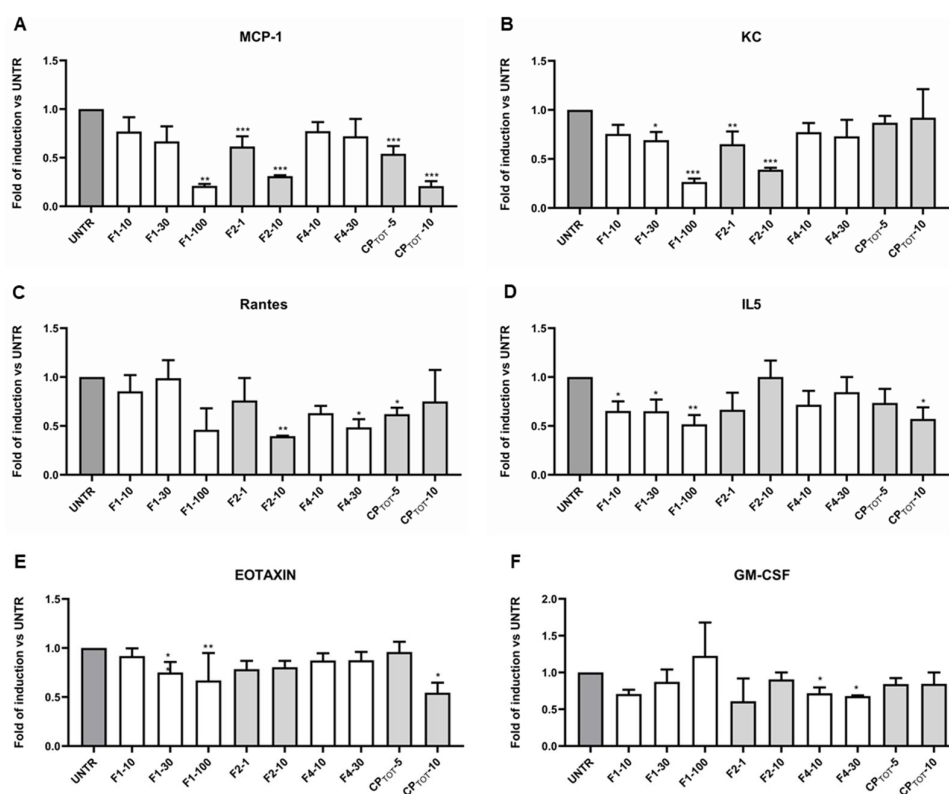 A
MCP-1
Fold of induction vs UNTR
1.5
1.0
0.5
0.0
** *** *** *** ***
UNTR F1-10 F1-30 F1-100 F2-1 F2-10 F4-10 F4-30 CPTOT-5 CPTOT-10
B
KC
Fold of induction vs UNTR
1.5
1.0
0.5
0.0
* *** ** ***
UNTR F1-10 F1-30 F1-100 F2-1 F2-10 F4-10 F4-30 CPTOT-5 CPTOT-10
C
Rantes
Fold of induction vs UNTR
1.5
1.0
0.5
0.0
** * *
UNTR F1-10 F1-30 F1-100 F2-1 F2-10 F4-10 F4-30 CPTOT-5 CPTOT-10
D
IL5
Fold of induction vs UNTR
1.5
1.0
0.5
0.0
* * ** *
UNTR F1-10 F1-30 F1-100 F2-1 F2-10 F4-10 F4-30 CPTOT-5 CPTOT-10
E
EOTAXIN
Fold of induction vs UNTR
1.5
1.0
0.5
0.0
* * ** *
UNTR F1-10 F1-30 F1-100 F2-1 F2-10 F4-10 F4-30 CPTOT-5 CPTOT-10
F
GM-CSF
Fold of induction vs UNTR
2.0
1.5
1.0
0.5
0.0
* *
UNTR F1-10 F1-30 F1-100 F2-1 F2-10 F4-10 F4-30 CPTOT-5 CPTOT-10